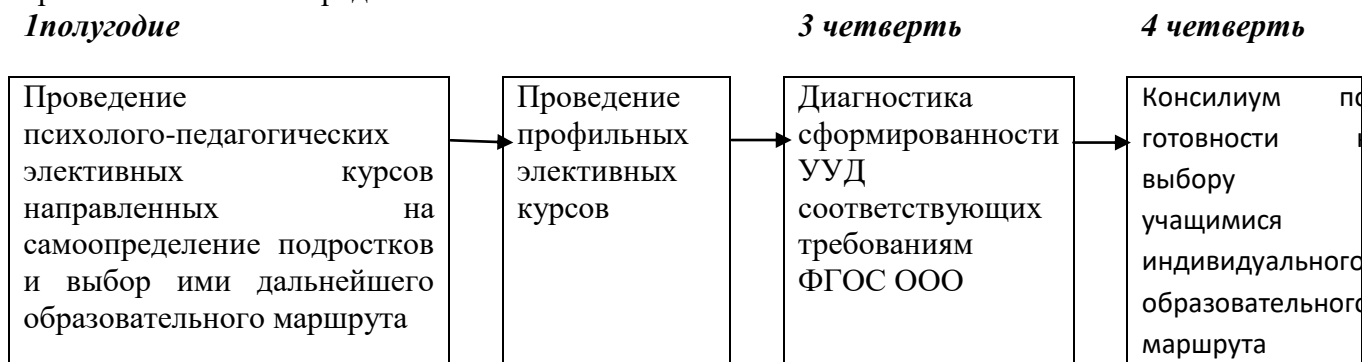 1полугодие
3 четверть
4 четверть
Проведение
психолого-педагогических
элективных курсов
направленных на
самоопределение подростков
и выбор ими дальнейшего
образовательного маршрута
Проведение
профильных
элективных
курсов
Диагностика
сформированности
УУД
соответствующих
требованиям
ФГОС ООО
Консилиум
готовности
выбору
учащимися
индивидуального
образовательного
маршрута